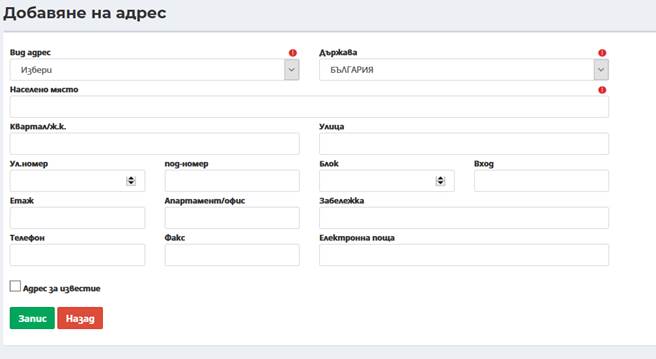 Добавяне на адрес
Вид адрес Държава
Избери БЪЛГАРИЯ
Населено място
Квартал/ж.к. Улица
Ул.номер под-номер Блок Вход
Етаж Апартамент/офис Забележка
Телефон Факс Електронна поща
Адрес за известие
Запис Назад